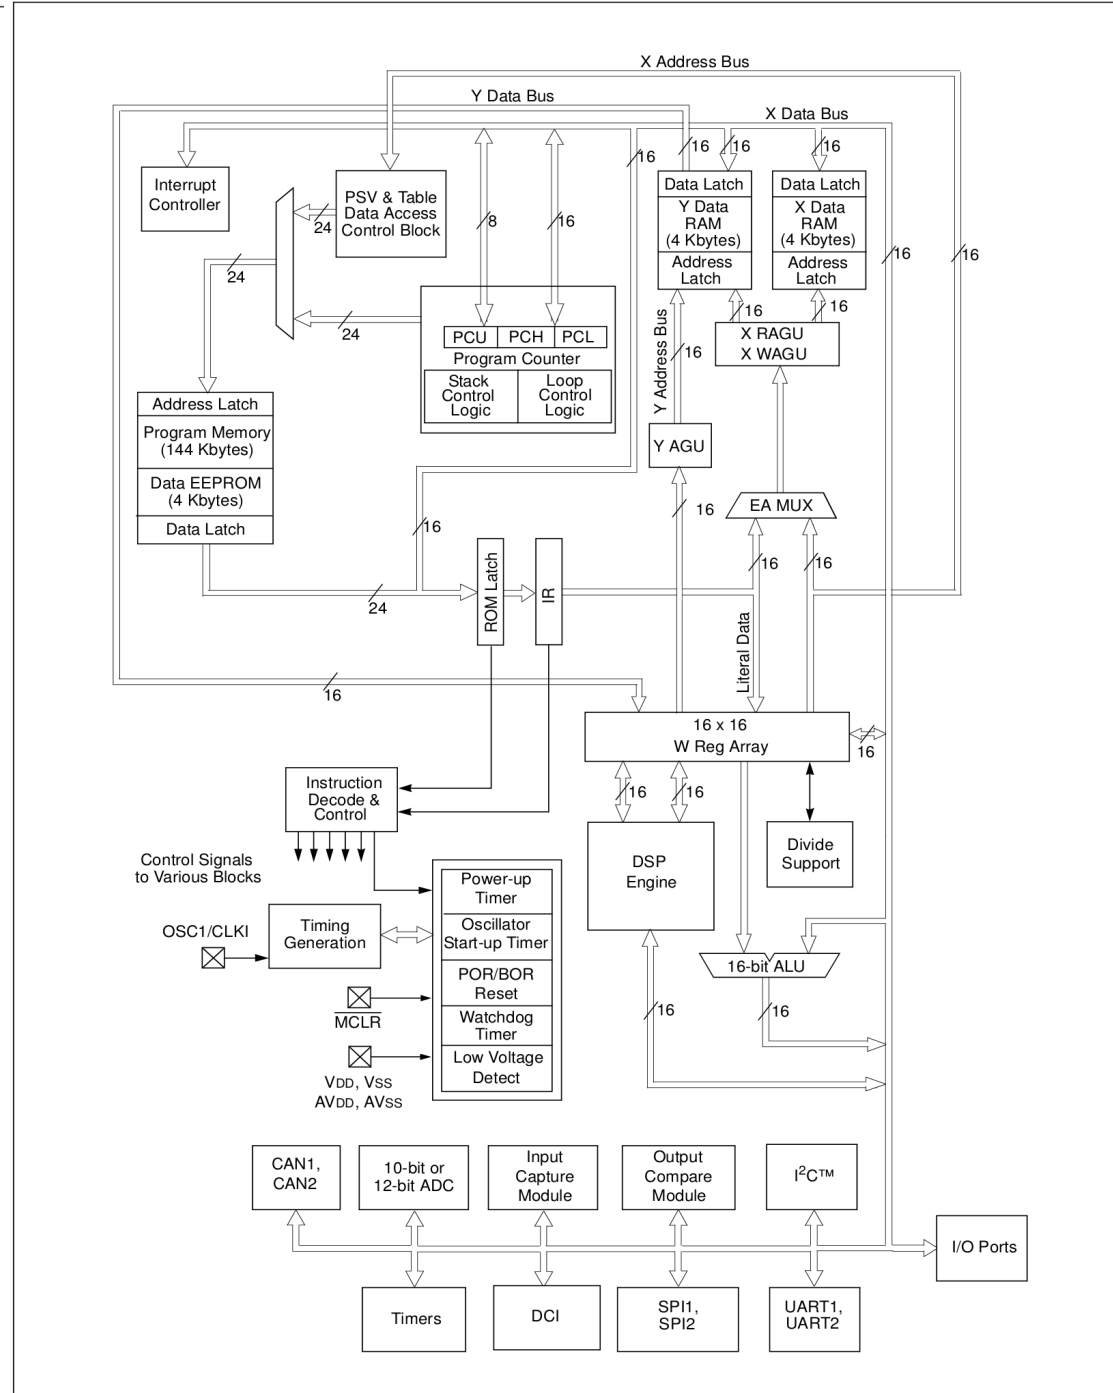 X Address Bus
Y Data Bus
X Data Bus
16
16
16
16
Interrupt
Controller
PSV & Table
Data Access
Control Block
24
24
24
8
16
Data Latch
Y Data
RAM
(4 Kbytes)
Address
Latch
Data Latch
X Data
RAM
(4 Kbytes)
Address
Latch
16
16
16
16
X RAGU
X WAGU
PCU
PCH
PCL
Program Counter
Stack
Control
Logic
Loop
Control
Logic
Y Address Bus
16
Y AGU
Address Latch
Program Memory
(144 Kbytes)
Data EEPROM
(4 Kbytes)
Data Latch
16
16
EA MUX
16
16
24
ROM Latch
IR
Literal Data
16
16 x 16
W Reg Array
16
16
16
Instruction
Decode &
Control
Control Signals
to Various Blocks
DSP
Engine
Divide
Support
OSC1/CLKI
Timing
Generation
Power-up
Timer
Oscillator
Start-up Timer
POR/BOR
Reset
Watchdog
Timer
Low Voltage
Detect
MCLR
VDD, VSS
AVDD, AVSS
16-bit ALU
16
16
CAN1,
CAN2
10-bit or
12-bit ADC
Input
Capture
Module
Output
Compare
Module
I2C™
I/O Ports
Timers
DCI
SPI1,
SPI2
UART1,
UART2